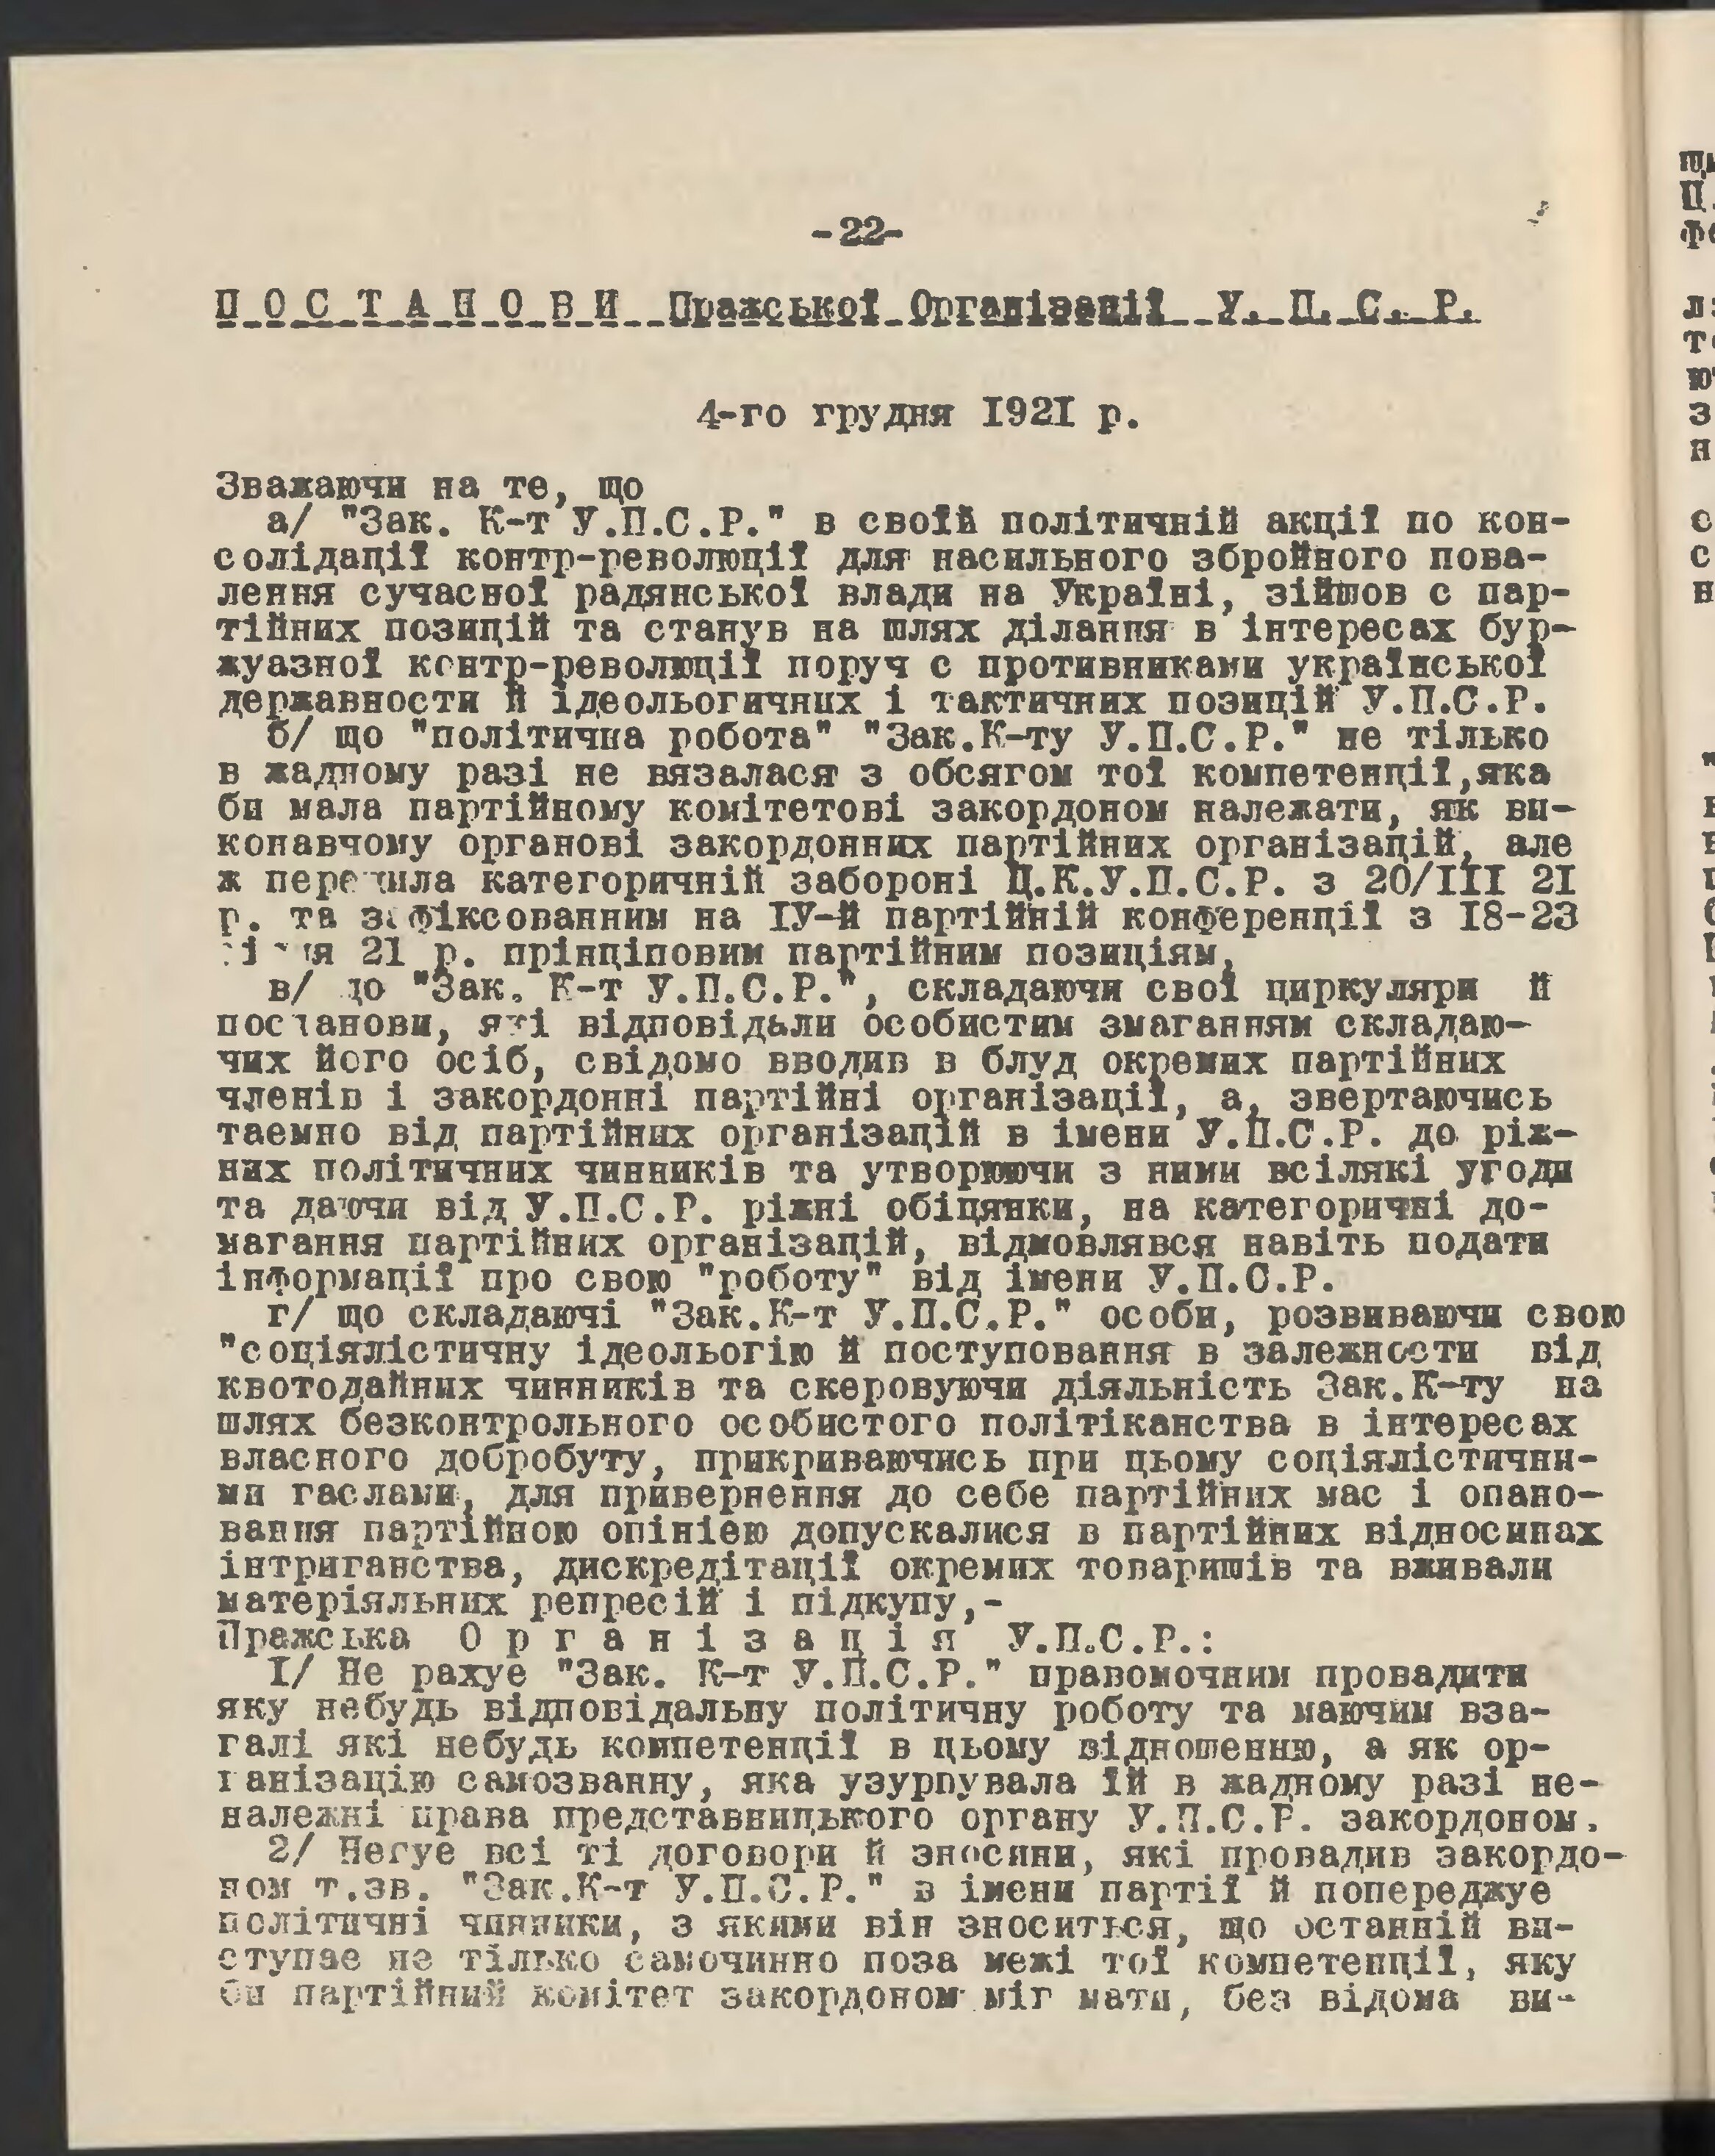 -22-
П О С Т А Н О В И Пражської Організації У. П. С. Р.
4-го грудня 1921 р.
Зважаючи на те, що
а/ "Зак. К-т У.П.С.Р." в своїй політичній акції по кон-
солідації контр-революції для насильного збройного пова-
лення сучасної радянської влади на Україні, зійшов с пар-
тійних позицій та станув на шлях ділання в інтересах бур-
жуазної контр-революції поруч с противниками української
державности й ідеольогичних і тактичних позицій У.П.С.Р.
б/ що "політична робота" "Зак.К-ту У.П.С.Р." не тілько
в жадному разі не вязалася з обсягом тої компетенції,яка
би мала партійному комітетові закордоном належати, як ви-
конавчому органові закордонних партійних організацій, але
ж перечила категоричній забороні Ц.К.У.П.С.Р. з 20/III 21
р. та зафіксованним на ІУ-й партійній конференції з 18-23
21 р. прінціповим партійним позиціям,
в/ що "Зак. К-т У.П.С.Р.", складаючи свої циркуляри й
постанови, які відповідали особистим змаганням складаю-
чих його осіб, свідомо вводив в блуд окремих партійних
членів і закордонні партійні організації, а, звертаючись
таемно від партійних організацій в імени У.П.С.Р. до ріж-
них політичних чинників та утворюючи з ними всілякі угоди
та даючи від У.П.С.Р. ріжні обіцянки, на категоричні до-
магання партійних організацій, відмовлявся навіть подати
інформації про свою "роботу" від імени У.П.С.Р.
г/ що складаючі "Зак.К-т У.П.С.Р." особи, розвиваючи свою
"соціялістичну ідеольогію й поступовання в залежности від
квотодайних чинників та скеровуючи діяльність Зак.К-ту на
шлях безконтрольного особистого політіканства в інтересах
власного добробуту, прикриваючись при цьому соціялістични-
ми гаслами, для привернення до себе партійних мас і опано-
вання партійною опініею допускалися в партійних відносинах
інтриганства, дискредітації окремих товаришів та вживали
матеріяльних репресій і підкупу,-
Пражська О р г а н і з а ц і я У.П.С.Р.:
I/ Не рахуе "Зак. К-т У.П.С.Р." правомочним провадити
яку небудь відповідальну політичну роботу та маючим вза-
галі які небудь компетенції в цьому відношенню, а як ор-
ганізацію самозванну, яка узурпувала їй в жадному разі не-
належні права представницького органу У.П.С.Р. закордоном.
2/ Негуе всі ті договори й зносини, які провадив закордо-
ном т.зв. "Зак.К-т У.П.С.Р." в імени партії й попереджуе
політичні чинники, з якими він зноситься, що останній ви-
ступае не тілько самочинно поза межі тої компетенції, яку
би партійний комітет закордоном міг мати, без відома ви-